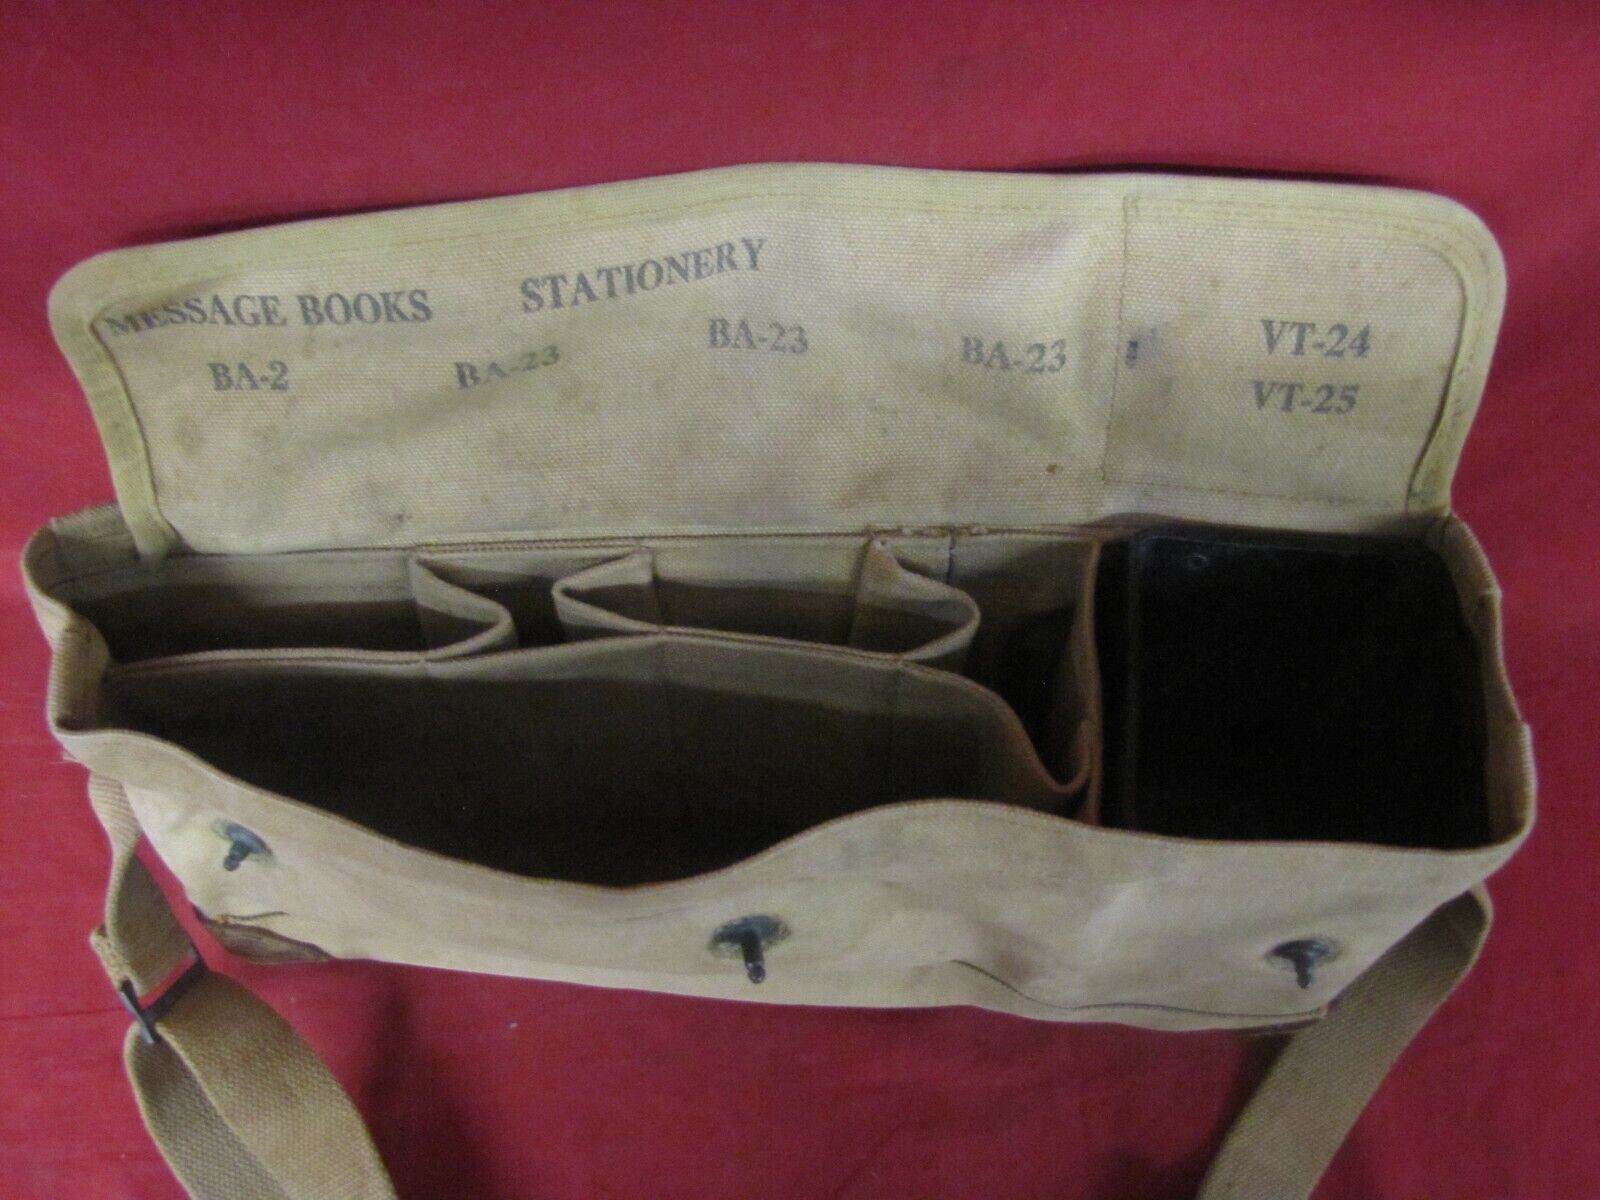 MESSAGE BOOKS STATIONERY
BA-2 BA-23 BA-23 BA-23 VT-24
VT-25